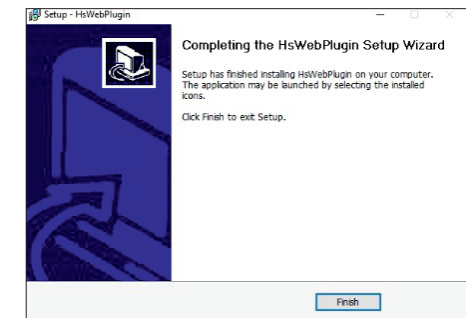 Setup - HsWebPlugin
Completing the HsWebPlugin Setup Wizard
Setup has finished installing HsWebPlugin on your computer.
The application may be launched by selecting the installed
icons.
Click Finish to exit Setup.
Finish